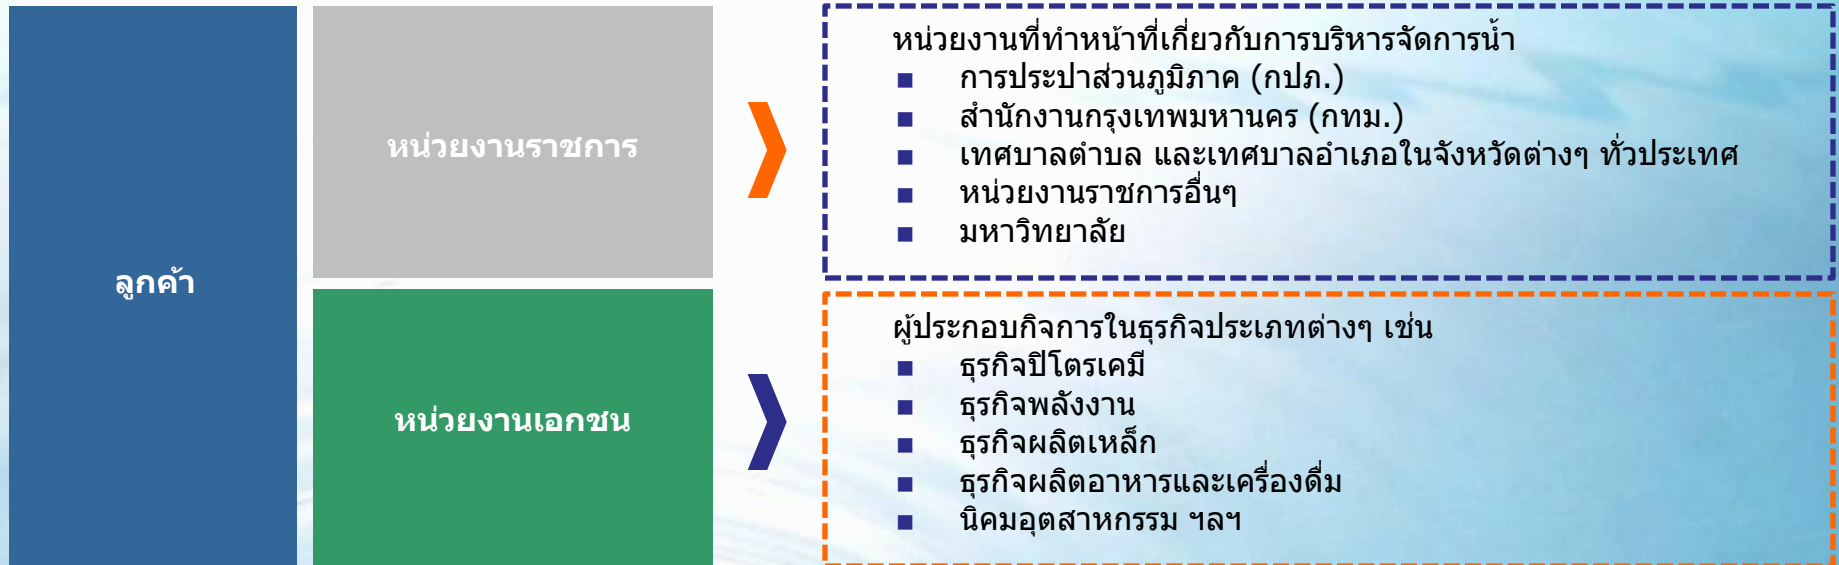 ลูกค้า
หน่วยงานราชการ
หน่วยงานที่ทำหน้าที่เกี่ยวกับการบริหารจัดการน้ำ
▪ การประปาส่วนภูมิภาค (กปภ.)
▪ สำนักงานกรุงเทพมหานคร (กทม.)
▪ เทศบาลตำบล และเทศบาลอำเภอในจังหวัดต่างๆ ทั่วประเทศ
▪ หน่วยงานราชการอื่นๆ
▪ มหาวิทยาลัย
หน่วยงานเอกชน
ผู้ประกอบกิจการในธุรกิจประเภทต่างๆ เช่น
▪ ธุรกิจปิโตรเคมี
▪ ธุรกิจพลังงาน
▪ ธุรกิจผลิตเหล็ก
▪ ธุรกิจผลิตอาหารและเครื่องดื่ม
▪ นิคมอุตสาหกรรม ฯลฯ